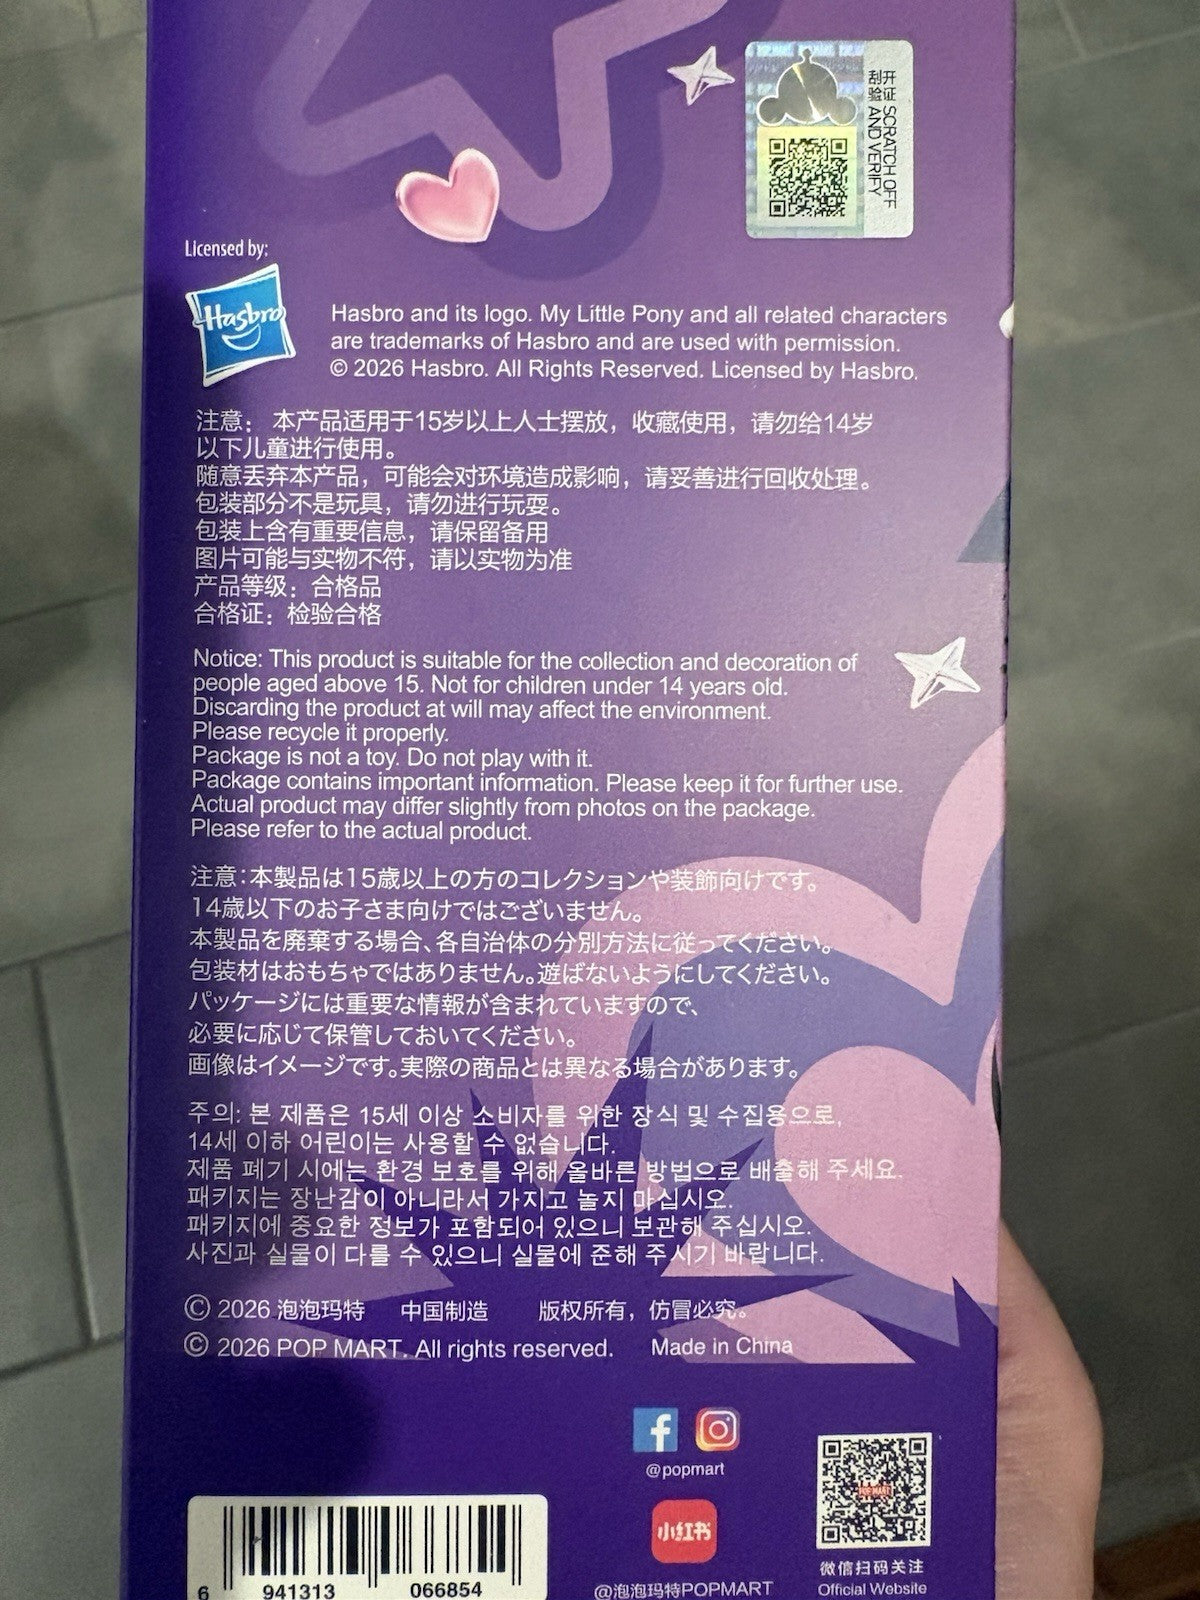 刮开验证 SCRATCH OFF AND VERIFY
Licensed by:
Hasbro
Hasbro and its logo. My Little Pony and all related characters
are trademarks of Hasbro and are used with permission.
© 2026 Hasbro. All Rights Reserved. Licensed by Hasbro.
注意： 本产品适用于15岁以上人士摆放，收藏使用，请勿给14岁
以下儿童进行使用。
随意丢弃本产品，可能会对环境造成影响，请妥善进行回收处理。
包装部分不是玩具，请勿进行玩耍。
包装上含有重要信息，请保留备用
图片可能与实物不符，请以实物为准
产品等级：合格品
合格证：检验合格
Notice: This product is suitable for the collection and decoration of
people aged above 15. Not for children under 14 years old.
Discarding the product at will may affect the environment.
Please recycle it properly.
Package is not a toy. Do not play with it.
Package contains important information. Please keep it for further use.
Actual product may differ slightly from photos on the package.
Please refer to the actual product.
注意：本製品は15歳以上の方のコレクションや装飾向けです。
14歳以下のお子さま向けではございません。
本製品を廃棄する場合、各自治体の分別方法に従ってください。
包装材はおもちゃではありません。遊ばないようにしてください。
パッケージには重要な情報が含まれていますので、
必要に応じて保管しておいてください。
画像はイメージです。実際の商品とは異なる場合があります。
주의: 본 제품은 15세 이상 소비자를 위한 장식 및 수집용으로,
14세 이하 어린이는 사용할 수 없습니다.
제품 폐기 시에는 환경 보호를 위해 올바른 방법으로 배출해 주세요.
패키지는 장난감이 아니라서 가지고 놀지 마십시오.
패키지에 중요한 정보가 포함되어 있으니 보관해 주십시오.
사진과 실물이 다를 수 있으니 실물에 준해 주시기 바랍니다.
© 2026 泡泡玛特 中国制造 版权所有，仿冒必究。
© 2026 POP MART. All rights reserved. Made in China
@popmart
POP MART
小红书
微信扫码关注
@泡泡玛特POPMART
Official Website
6 941313 066854